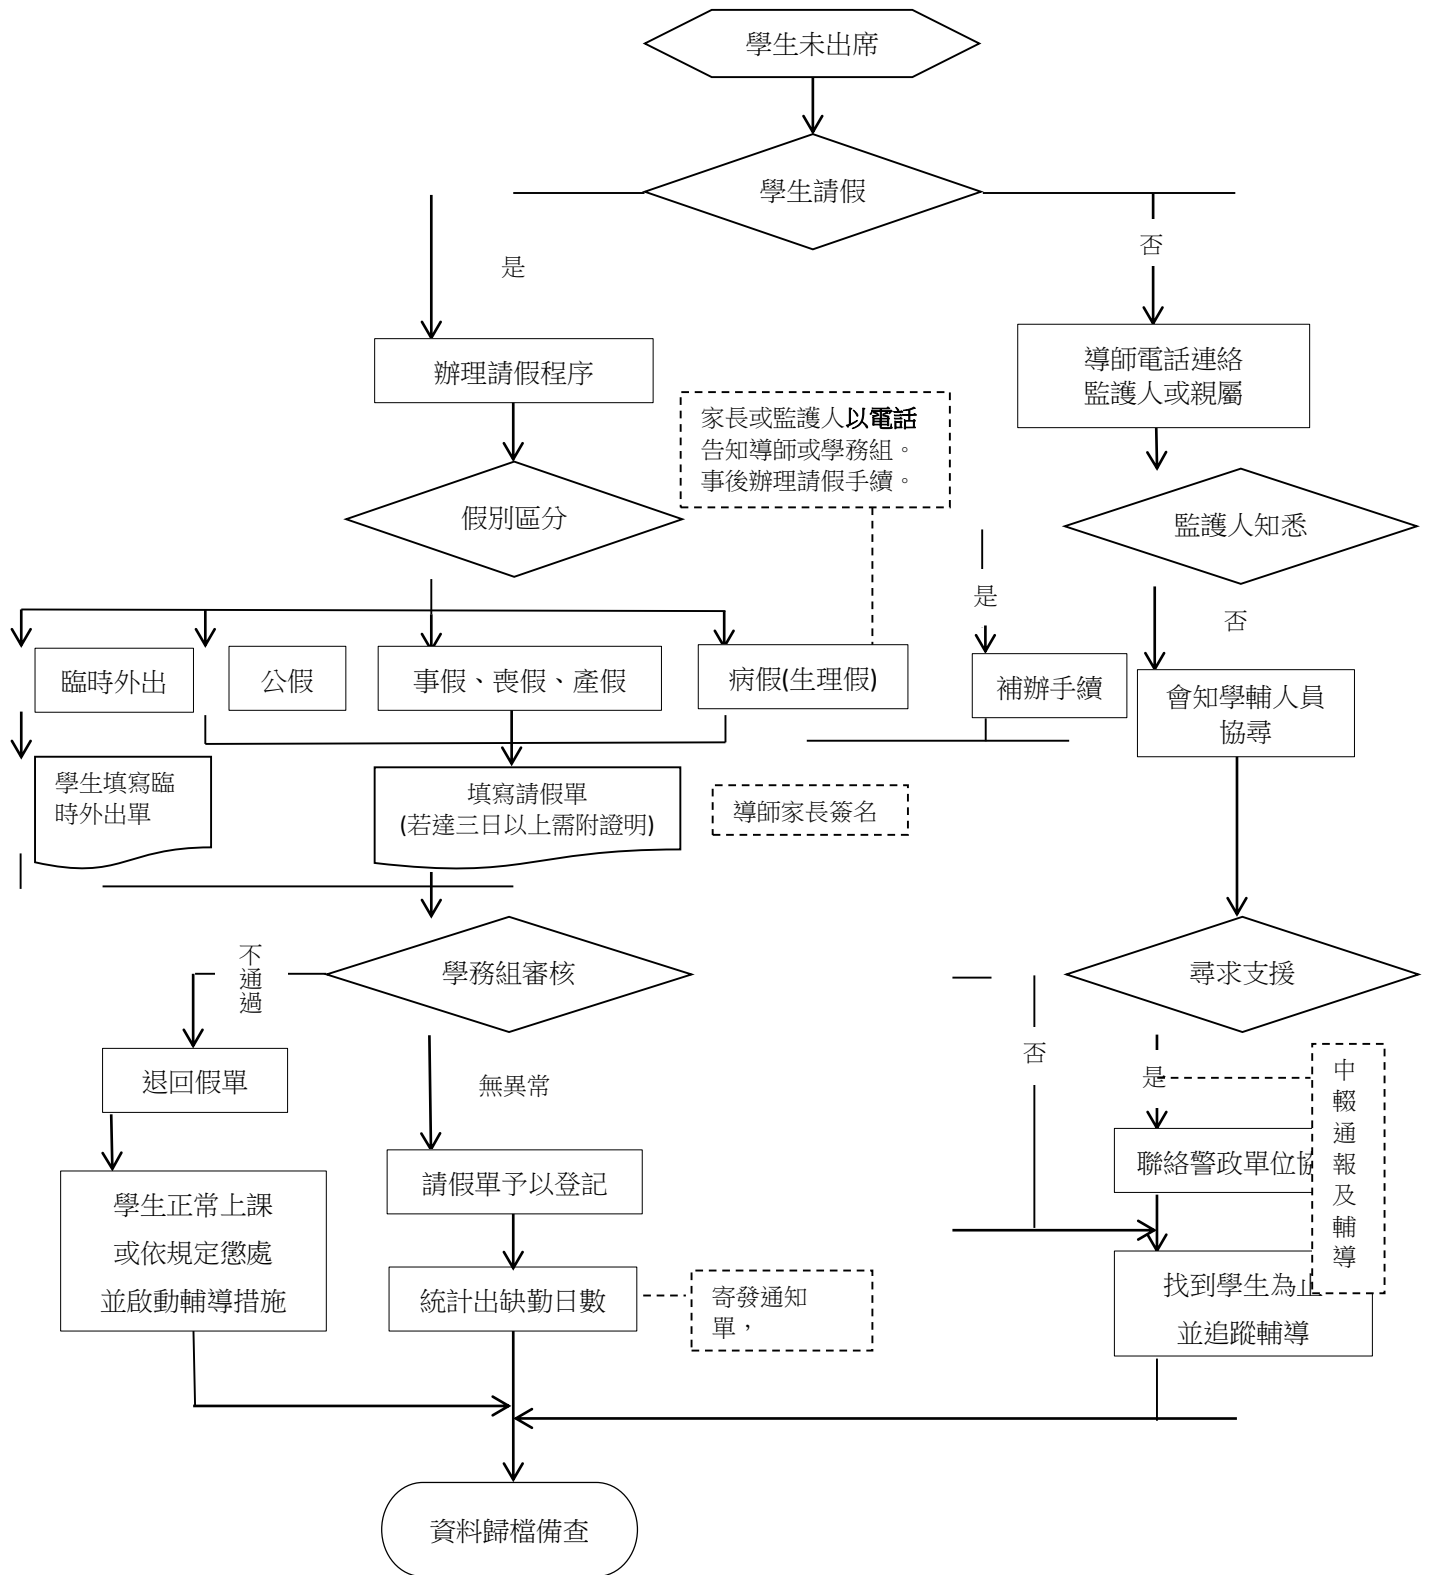 學生未出席
學生請假
是
否
辦理請假程序
導師電話連絡
監護人或親屬
家長或監護人以電話
告知導師或學務組。
事後辦理請假手續。
假別區分
監護人知悉
是
否
臨時外出
公假
事假、喪假、產假
病假(生理假)
補辦手續
會知學輔人員
協尋
學生填寫臨
時外出單
填寫請假單
(若達三日以上需附證明)
導師家長簽名
不
通
過
學務組審核
尋求支援
否
是
中
輟
通
報
及
輔
導
退回假單
無異常
聯絡警政單位
學生正常上課
或依規定懲處
並啟動輔導措施
請假單予以登記
統計出缺勤日數
寄發通知
單，
找到學生為止
並追蹤輔導
資料歸檔備查